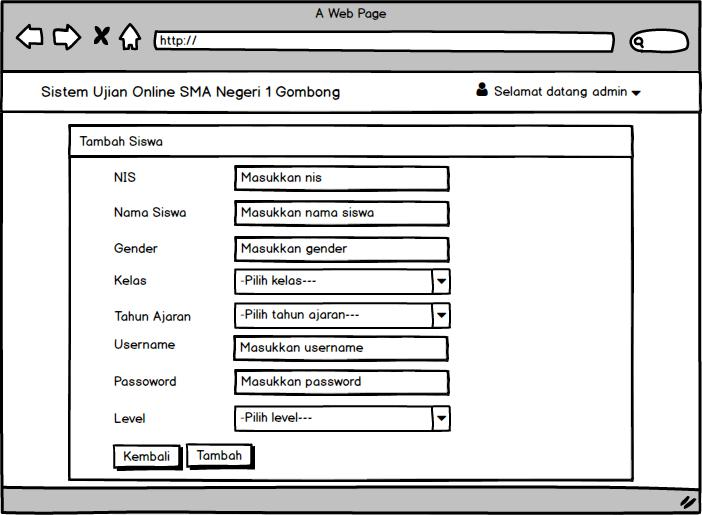 A Web Page
http://
Sistem Ujian Online SMA Negeri 1 Gombong
Selamat datang admin
Tambah Siswa
NIS Masukkan nis
Nama Siswa Masukkan nama siswa
Gender Masukkan gender
Kelas -Pilih kelas---
Tahun Ajaran -Pilih tahun ajaran---
Username Masukkan username
Passoword Masukkan password
Level -Pilih level---
Kembali Tambah